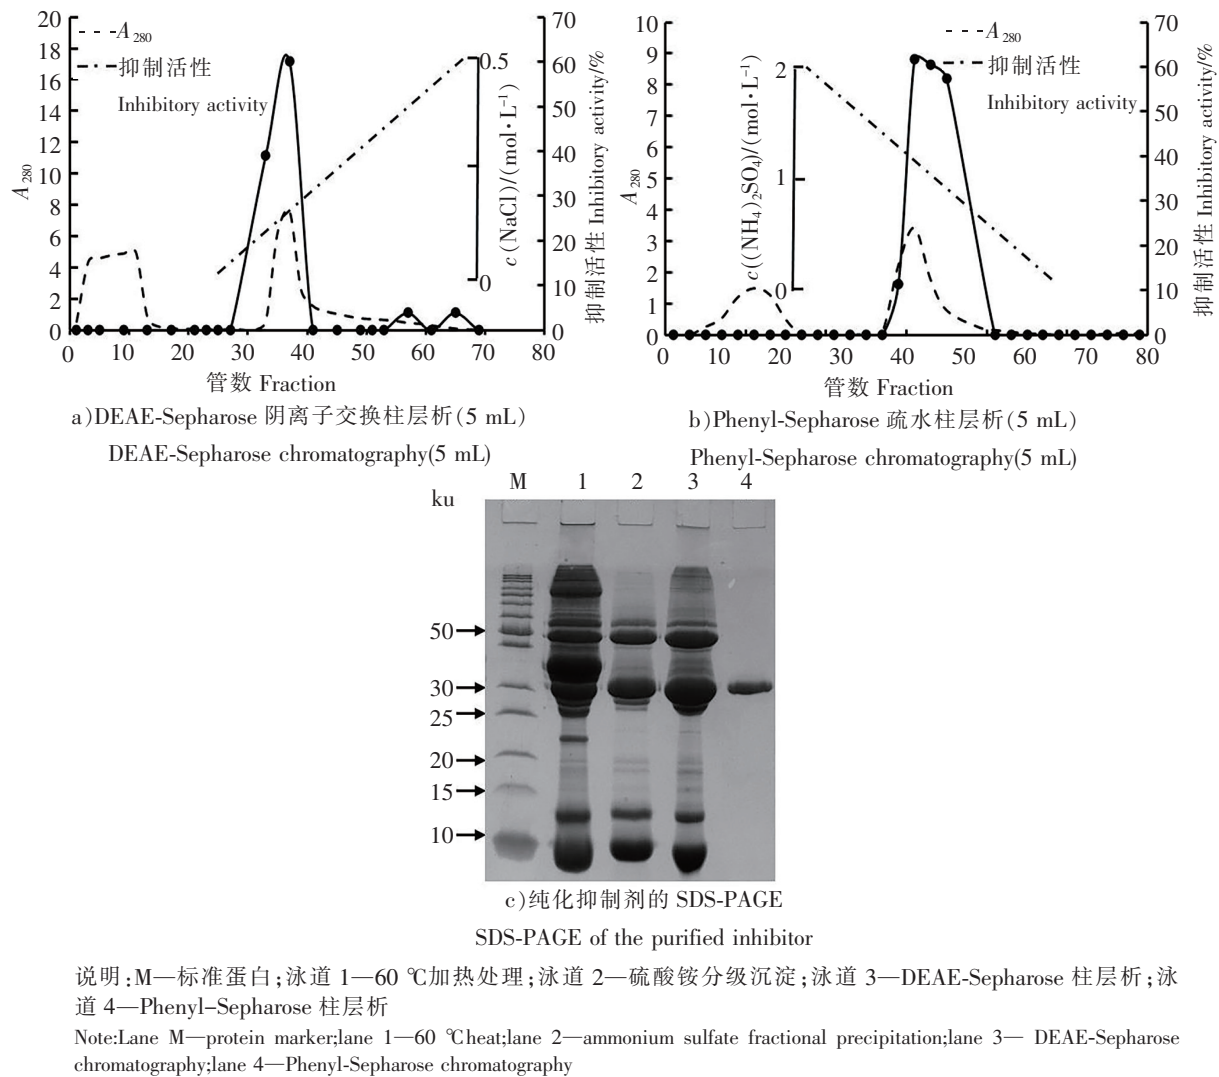 20
18
16
14
12
10
8
6
4
2
0
A280
A280
抑制活性
Inhibitory activity
0.5
0
c(NaCl)/(mol·L⁻¹)
70
60
50
40
30
20
10
0
抑制活性 Inhibitory activity/%
0 10 20 30 40 50 60 70 80
管数 Fraction
a)DEAE-Sepharose 阴离子交换柱层析(5 mL)
DEAE-Sepharose chromatography(5 mL)
10
9
8
7
6
5
4
3
2
1
0
A280
A280
抑制活性
Inhibitory activity
2
1
0
c((NH4)2SO4)/(mol·L⁻¹)
70
60
50
40
30
20
10
0
抑制活性 Inhibitory activity/%
0 10 20 30 40 50 60 70 80
管数 Fraction
b)Phenyl-Sepharose 疏水柱层析(5 mL)
Phenyl-Sepharose chromatography(5 mL)
ku M 1 2 3 4
50
30
25
20
15
10
c)纯化抑制剂的 SDS-PAGE
SDS-PAGE of the purified inhibitor
说明:M—标准蛋白;泳道 1—60 ℃加热处理;泳道 2—硫酸铵分级沉淀;泳道 3—DEAE-Sepharose 柱层析;泳
道 4—Phenyl–Sepharose 柱层析
Note:Lane M—protein marker;lane 1—60 ℃heat;lane 2—ammonium sulfate fractional precipitation;lane 3— DEAE-Sepharose
chromatography;lane 4—Phenyl-Sepharose chromatography